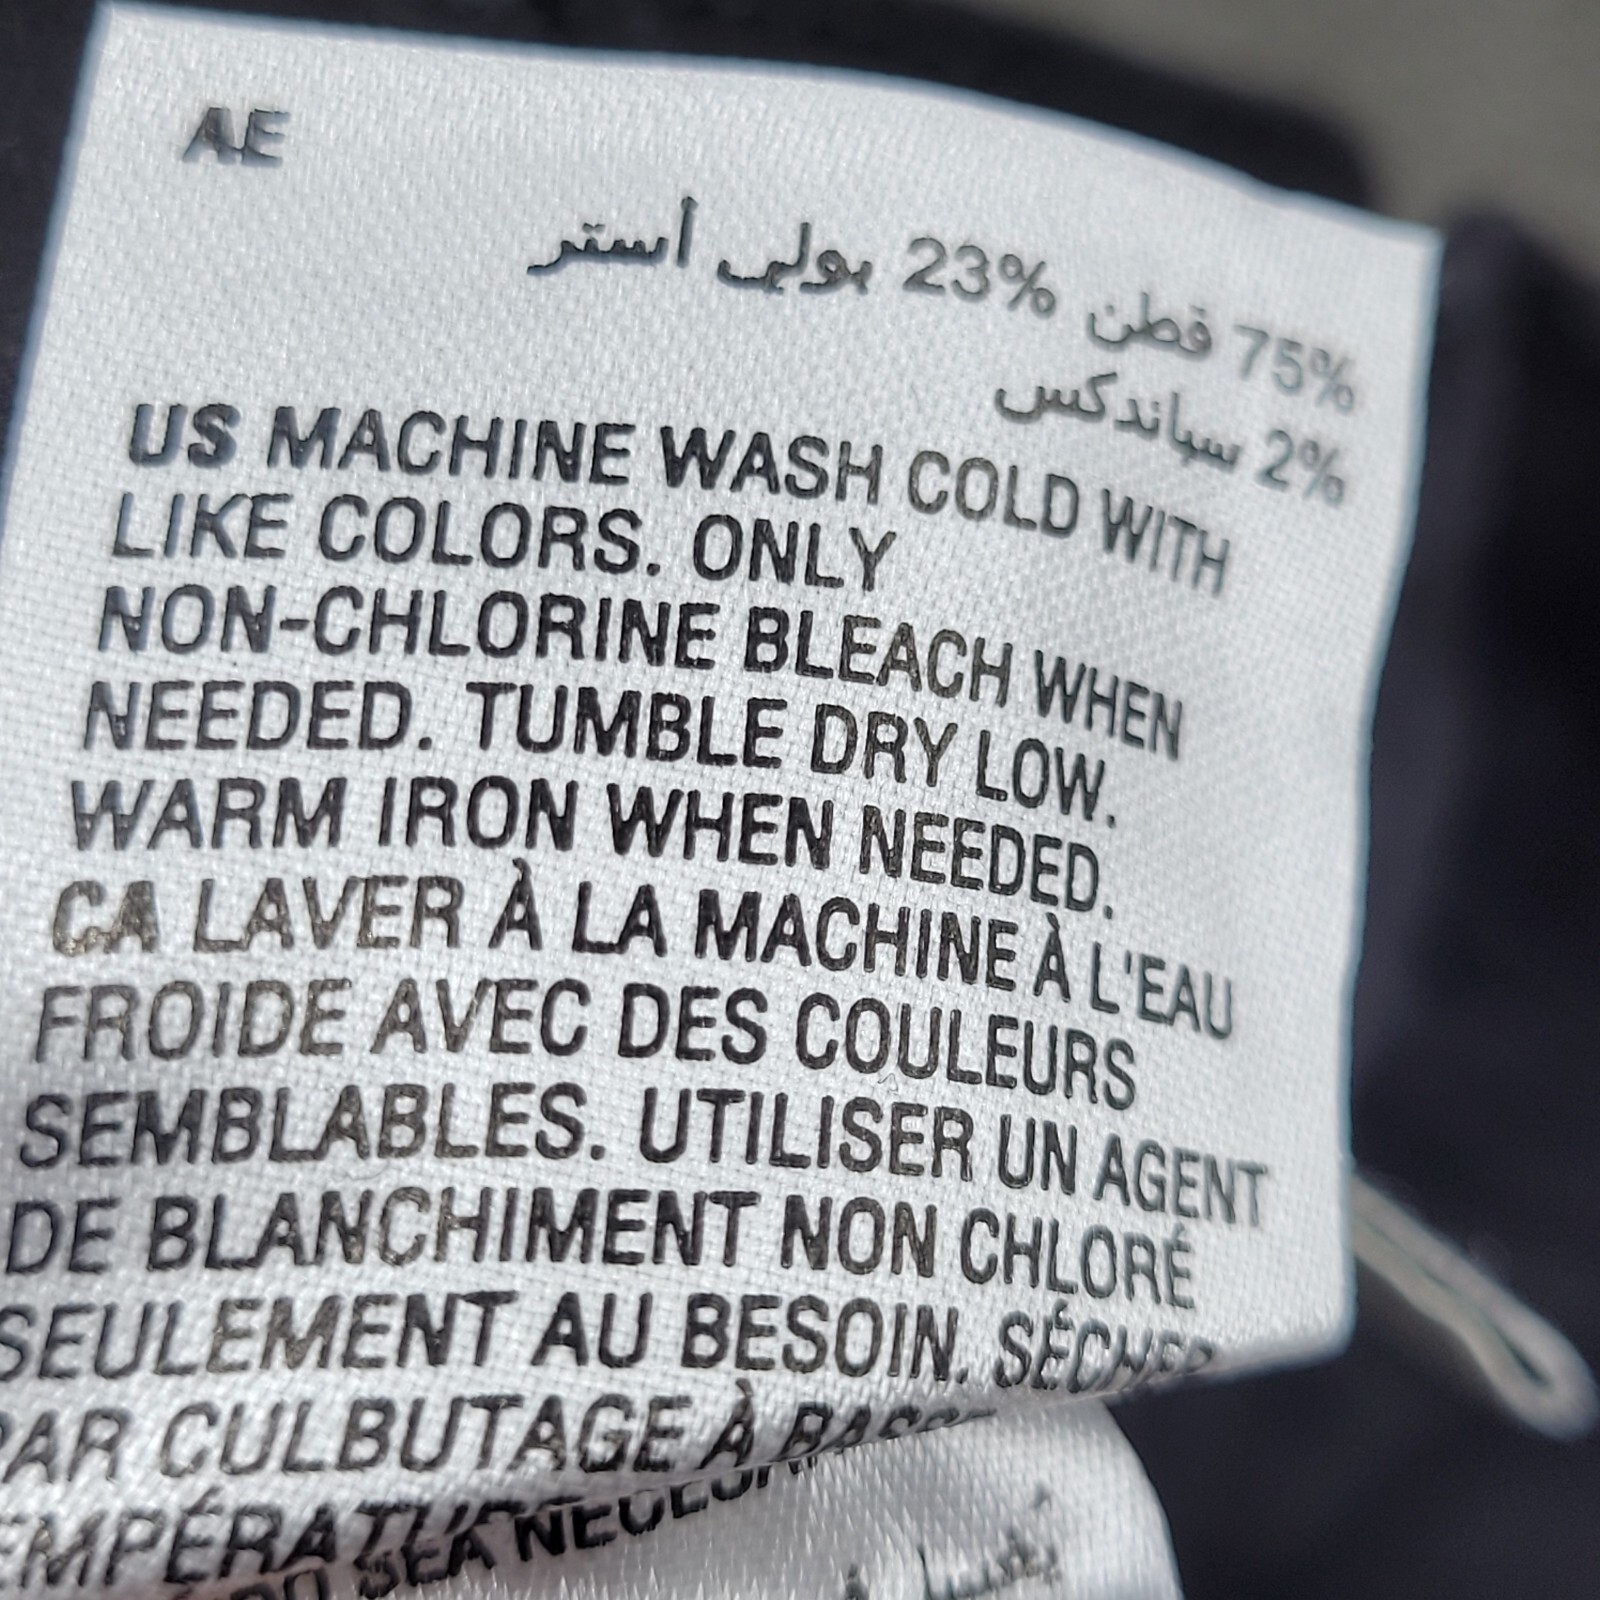 AE
75% قطن 23% بولي أستر
2% سباندكس
US MACHINE WASH COLD WITH
LIKE COLORS. ONLY
NON-CHLORINE BLEACH WHEN
NEEDED. TUMBLE DRY LOW.
WARM IRON WHEN NEEDED.
CA LAVER À LA MACHINE À L'EAU
FROIDE AVEC DES COULEURS
SEMBLABLES. UTILISER UN AGENT
DE BLANCHIMENT NON CHLORÉ
SEULEMENT AU BESOIN. SÉCHER
PAR CULBUTAGE À
SEA